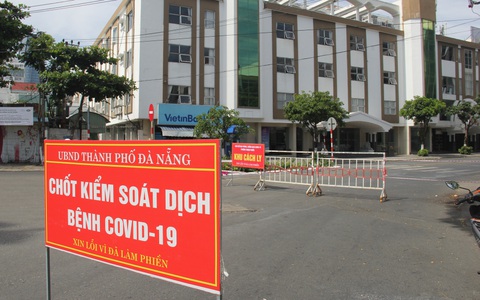 UBND THÀNH PHỐ ĐÀ NẴNG
CHỐT KIỂM SOÁT DỊCH
BỆNH COVID-19
XIN LỖI VÌ ĐÃ LÀM PHIỀN
VietinBank
KHU CÁCH LY